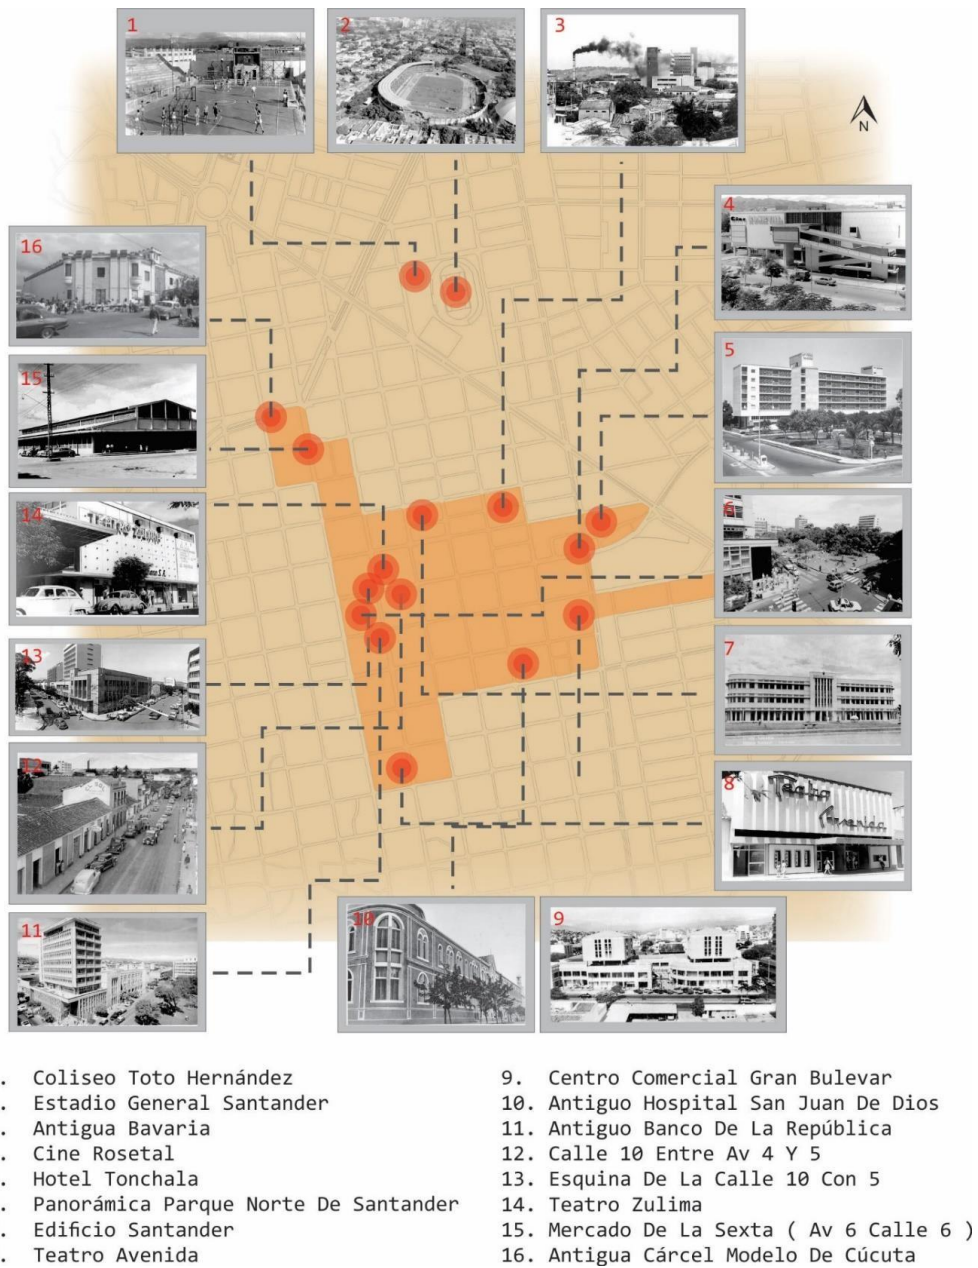 1
2
3
N
4
16
5
15
6
14
7
13
12
8
Teatro
11
10
9
. Coliseo Toto Hernández
. Estadio General Santander
. Antigua Bavaria
. Cine Rosetal
. Hotel Tonchala
. Panorámica Parque Norte De Santander
. Edificio Santander
. Teatro Avenida
9. Centro Comercial Gran Bulevar
10. Antiguo Hospital San Juan De Dios
11. Antiguo Banco De La República
12. Calle 10 Entre Av 4 Y 5
13. Esquina De La Calle 10 Con 5
14. Teatro Zulima
15. Mercado De La Sexta ( Av 6 Calle 6 )
16. Antigua Cárcel Modelo De Cúcuta